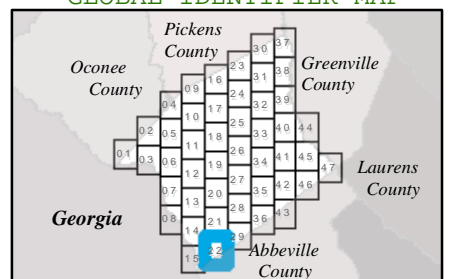 GLOBAL IDENTIFIER MAP
Pickens
County
Oconee
County
Greenville
County
Laurens
County
Georgia
Abbeville
County
30 37
23
16 31 38
09 24
04 17 32 39
10 25
02 05 18 33 40 44
11 26
01 03 06 19 34 41 45
12 27 47
07 20 35 42 46
13 28
08 21 36 43
14 29
22
15